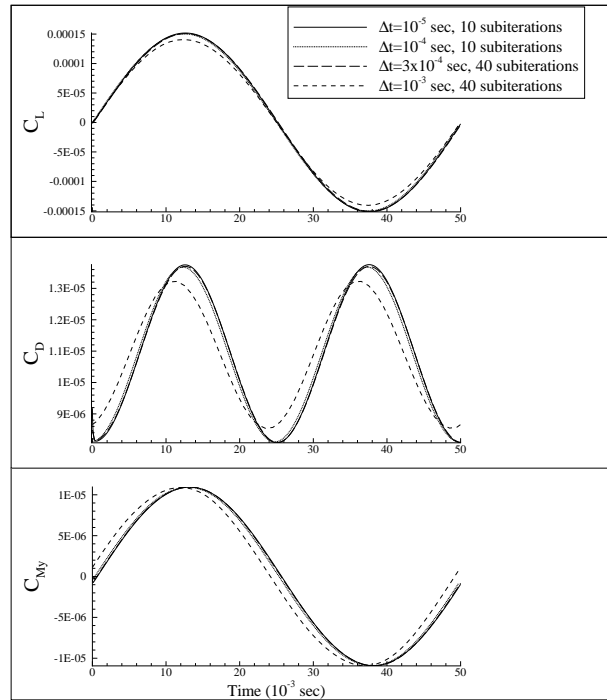 Δt=10⁻⁵ sec, 10 subiterations
Δt=10⁻⁴ sec, 10 subiterations
Δt=3x10⁻⁴ sec, 40 subiterations
Δt=10⁻³ sec, 40 subiterations
0.00015
0.0001
5E-05
0
-5E-05
-0.0001
-0.00015
C_L
0 10 20 30 40 50
1.3E-05
1.2E-05
1.1E-05
1E-05
9E-06
C_D
0 10 20 30 40 50
1E-05
5E-06
0
-5E-06
-1E-05
C_My
0 10 20 30 40 50
Time (10⁻³ sec)